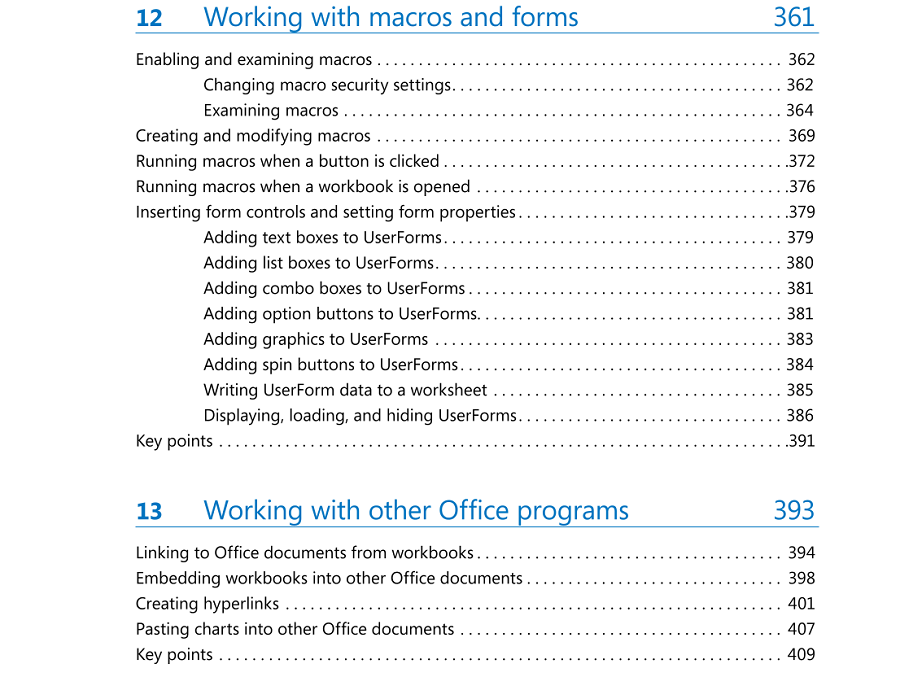 12 Working with macros and forms 361
Enabling and examining macros . . . . . . . . . . . . . . . . . . . . . . . . . . . . . . . . . . . . . . . . . . . . . . . . . 362
Changing macro security settings. . . . . . . . . . . . . . . . . . . . . . . . . . . . . . . . . . . . . . . . 362
Examining macros . . . . . . . . . . . . . . . . . . . . . . . . . . . . . . . . . . . . . . . . . . . . . . . . . . . . . 364
Creating and modifying macros . . . . . . . . . . . . . . . . . . . . . . . . . . . . . . . . . . . . . . . . . . . . . . . . . 369
Running macros when a button is clicked . . . . . . . . . . . . . . . . . . . . . . . . . . . . . . . . . . . . . . . . . .372
Running macros when a workbook is opened . . . . . . . . . . . . . . . . . . . . . . . . . . . . . . . . . . . . . .376
Inserting form controls and setting form properties . . . . . . . . . . . . . . . . . . . . . . . . . . . . . . . . .379
Adding text boxes to UserForms. . . . . . . . . . . . . . . . . . . . . . . . . . . . . . . . . . . . . . . . . 379
Adding list boxes to UserForms. . . . . . . . . . . . . . . . . . . . . . . . . . . . . . . . . . . . . . . . . . 380
Adding combo boxes to UserForms . . . . . . . . . . . . . . . . . . . . . . . . . . . . . . . . . . . . . . 381
Adding option buttons to UserForms. . . . . . . . . . . . . . . . . . . . . . . . . . . . . . . . . . . . . 381
Adding graphics to UserForms . . . . . . . . . . . . . . . . . . . . . . . . . . . . . . . . . . . . . . . . . . 383
Adding spin buttons to UserForms. . . . . . . . . . . . . . . . . . . . . . . . . . . . . . . . . . . . . . . 384
Writing UserForm data to a worksheet . . . . . . . . . . . . . . . . . . . . . . . . . . . . . . . . . . . 385
Displaying, loading, and hiding UserForms. . . . . . . . . . . . . . . . . . . . . . . . . . . . . . . . 386
Key points . . . . . . . . . . . . . . . . . . . . . . . . . . . . . . . . . . . . . . . . . . . . . . . . . . . . . . . . . . . . . . . . . . . . .391
13 Working with other Office programs 393
Linking to Office documents from workbooks . . . . . . . . . . . . . . . . . . . . . . . . . . . . . . . . . . . . . 394
Embedding workbooks into other Office documents . . . . . . . . . . . . . . . . . . . . . . . . . . . . . . . 398
Creating hyperlinks . . . . . . . . . . . . . . . . . . . . . . . . . . . . . . . . . . . . . . . . . . . . . . . . . . . . . . . . . . . . 401
Pasting charts into other Office documents . . . . . . . . . . . . . . . . . . . . . . . . . . . . . . . . . . . . . . . 407
Key points . . . . . . . . . . . . . . . . . . . . . . . . . . . . . . . . . . . . . . . . . . . . . . . . . . . . . . . . . . . . . . . . . . . . 409